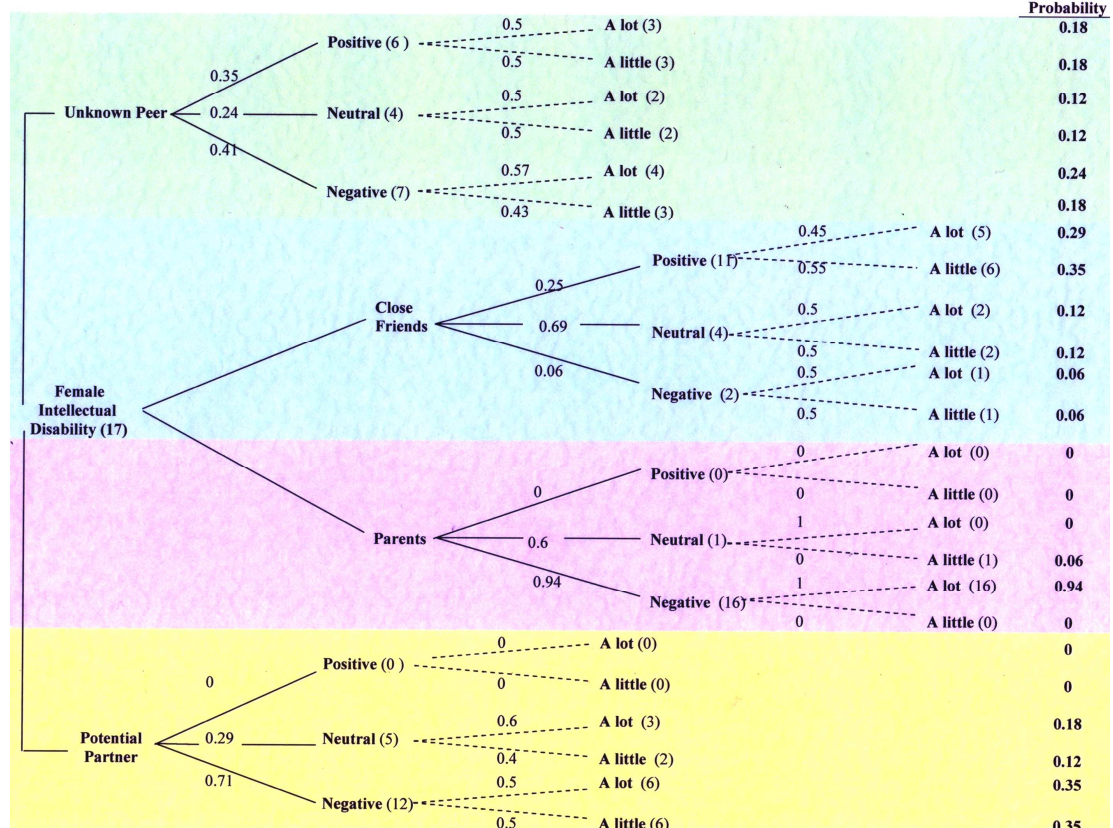 Probability
0.5 A lot (3) 0.18
Positive (6 )
0.5 A little (3) 0.18
0.35
0.5 A lot (2) 0.12
Unknown Peer 0.24 Neutral (4)
0.5 A little (2) 0.12
0.41
0.57 A lot (4) 0.24
Negative (7)
0.43 A little (3) 0.18
0.45 A lot (5) 0.29
Positive (11)
0.55 A little (6) 0.35
0.25
Close
Friends
0.5 A lot (2) 0.12
0.69 Neutral (4)
0.5 A little (2) 0.12
0.06
0.5 A lot (1) 0.06
Negative (2)
0.5 A little (1) 0.06
Female
Intellectual
Disability (17)
0 A lot (0) 0
Positive (0)
0 A little (0) 0
0
1 A lot (0) 0
Parents 0.6 Neutral (1)
0 A little (1) 0.06
0.94
1 A lot (16) 0.94
Negative (16)
0 A little (0) 0
0 A lot (0) 0
Positive (0 )
0 A little (0) 0
0
0.6 A lot (3) 0.18
Potential
Partner
0.29 Neutral (5)
0.4 A little (2) 0.12
0.71
0.5 A lot (6) 0.35
Negative (12)
0.5 A little (6) 0.35